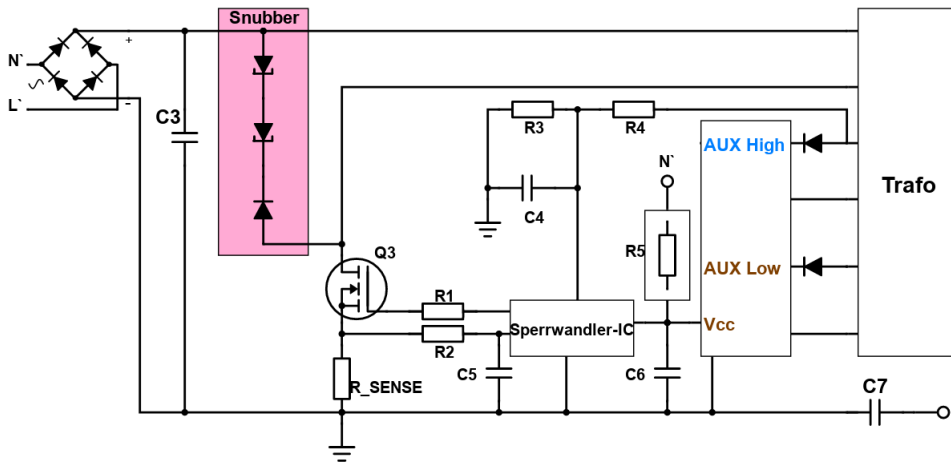 Snubber
+
N`
-
L`
C3
R3
R4
AUX High
N`
Trafo
C4
Q3
R5
AUX Low
R1
Sperrwandler-IC
Vcc
R2
C5
C6
R_SENSE
C7